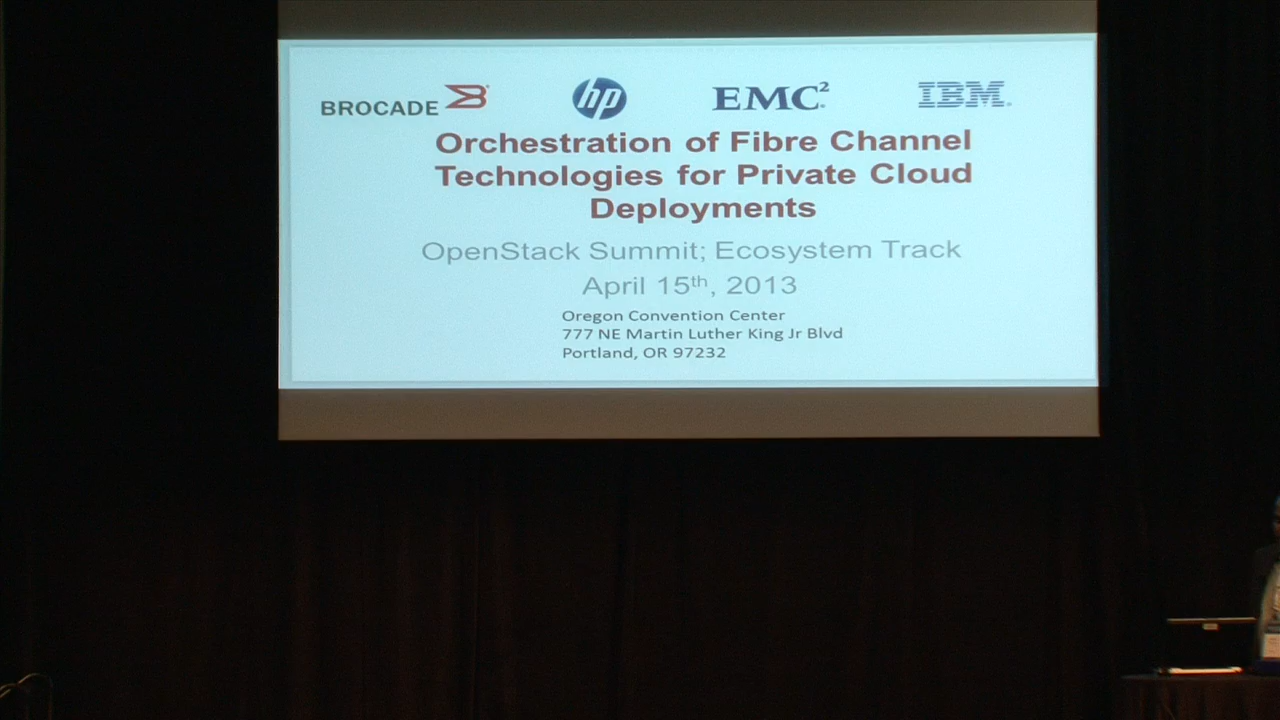 BROCADE hp EMC² IBM
Orchestration of Fibre Channel
Technologies for Private Cloud
Deployments
OpenStack Summit; Ecosystem Track
April 15th, 2013
Oregon Convention Center
777 NE Martin Luther King Jr Blvd
Portland, OR 97232